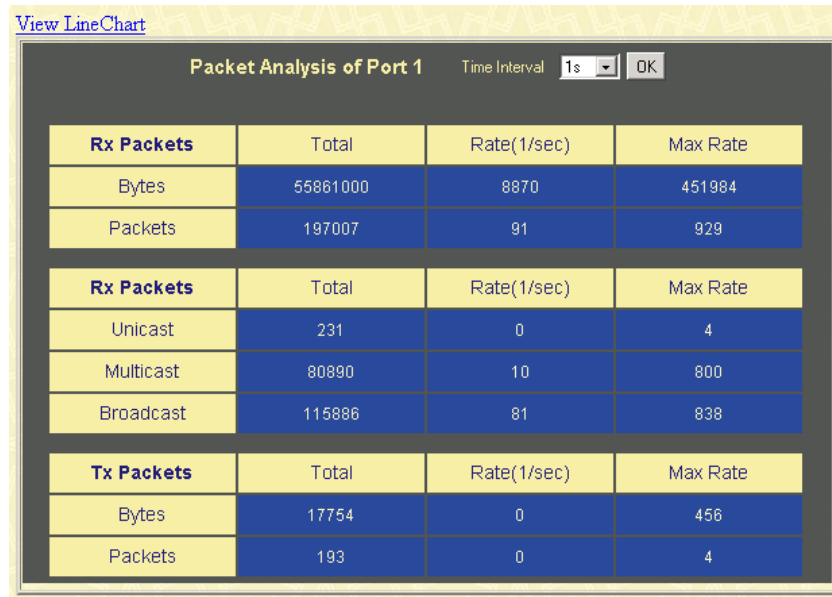 View LineChart
Packet Analysis of Port 1 Time Interval 1s OK
Rx Packets Total Rate(1/sec) Max Rate
Bytes 55861000 8870 451984
Packets 197007 91 929
Rx Packets Total Rate(1/sec) Max Rate
Unicast 231 0 4
Multicast 80890 10 800
Broadcast 115886 81 838
Tx Packets Total Rate(1/sec) Max Rate
Bytes 17754 0 456
Packets 193 0 4